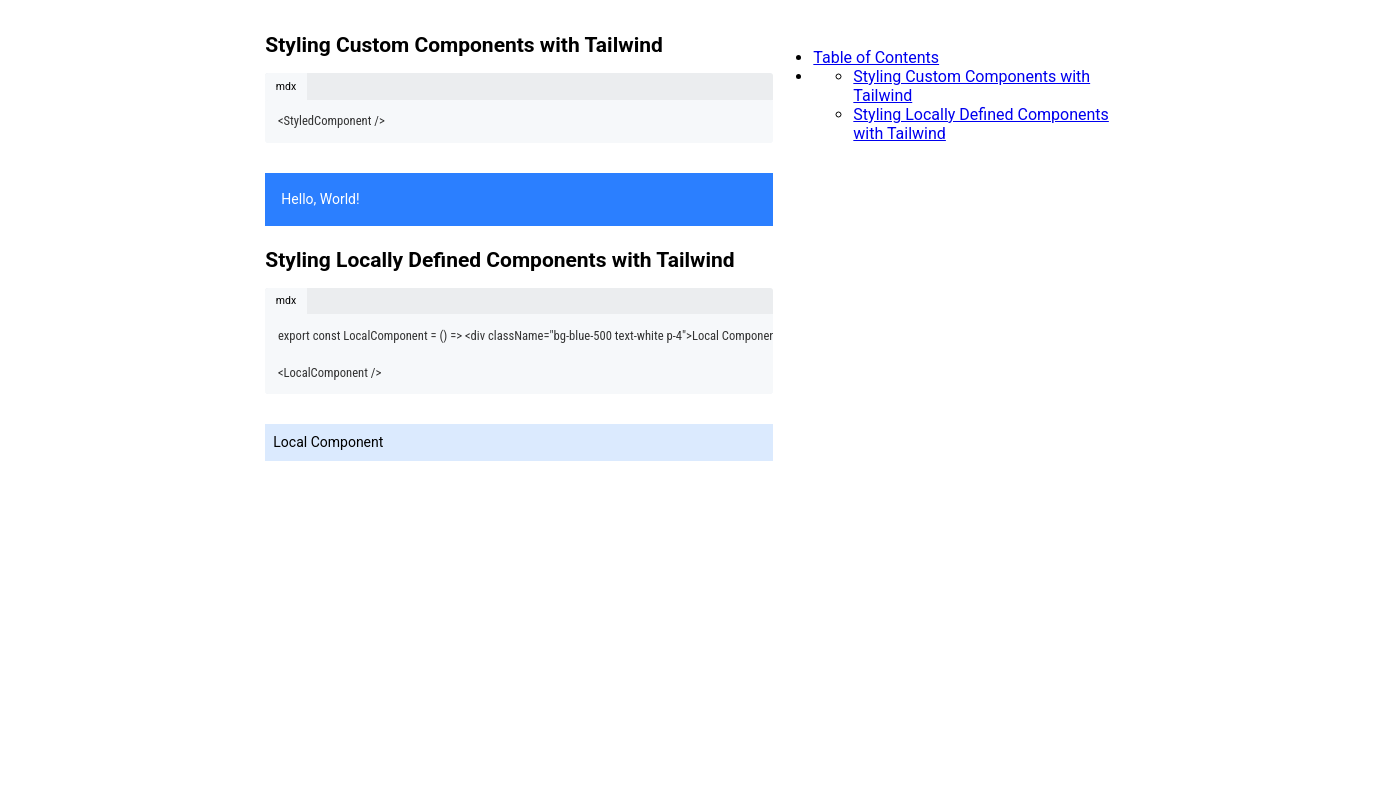 Styling Custom Components with Tailwind
mdx
<StyledComponent />
Hello, World!
Styling Locally Defined Components with Tailwind
mdx
export const LocalComponent = () => <div className="bg-blue-500 text-white p-4">Local Componen
<LocalComponent />
Local Component
Table of Contents
Styling Custom Components with
Tailwind
Styling Locally Defined Components
with Tailwind